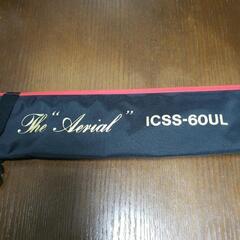 The "Aerial" ICSS-60UL